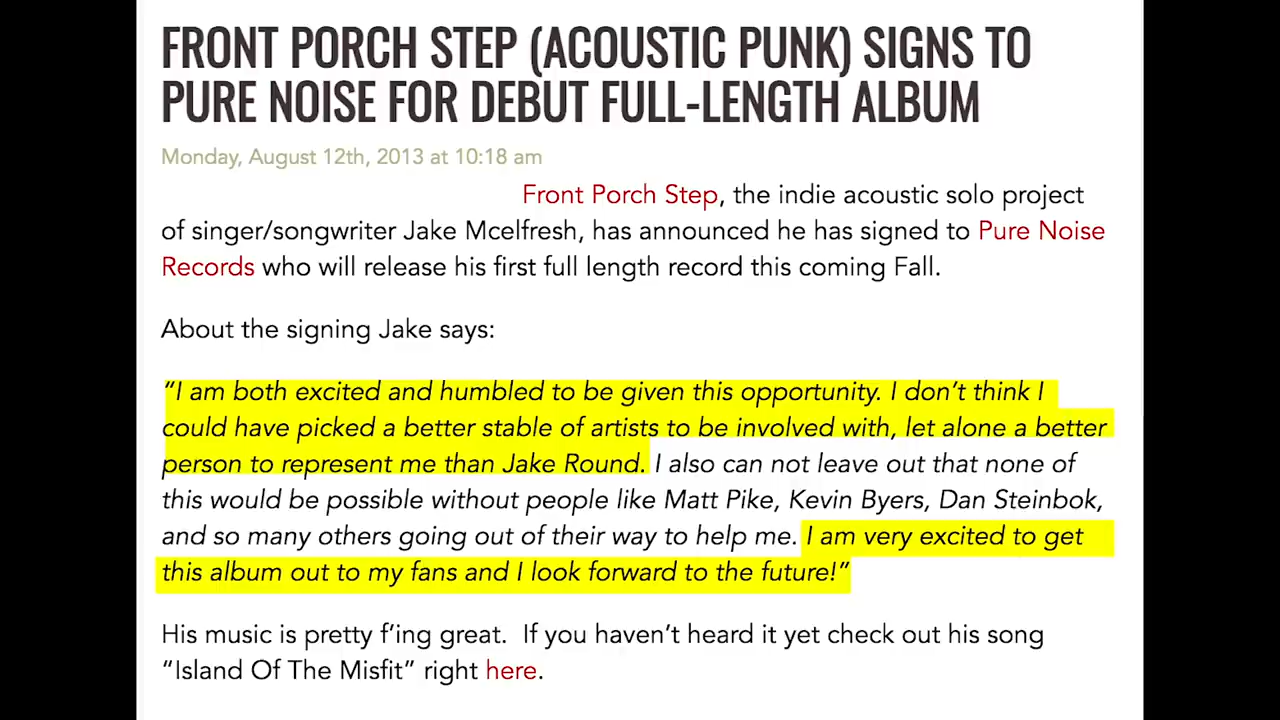 FRONT PORCH STEP (ACOUSTIC PUNK) SIGNS TO
PURE NOISE FOR DEBUT FULL-LENGTH ALBUM
Monday, August 12th, 2013 at 10:18 am
Front Porch Step, the indie acoustic solo project
of singer/songwriter Jake Mcelfresh, has announced he has signed to Pure Noise
Records who will release his first full length record this coming Fall.
About the signing Jake says:
“I am both excited and humbled to be given this opportunity. I don’t think I
could have picked a better stable of artists to be involved with, let alone a better
person to represent me than Jake Round. I also can not leave out that none of
this would be possible without people like Matt Pike, Kevin Byers, Dan Steinbok,
and so many others going out of their way to help me. I am very excited to get
this album out to my fans and I look forward to the future!”
His music is pretty f’ing great.  If you haven’t heard it yet check out his song
“Island Of The Misfit” right here.